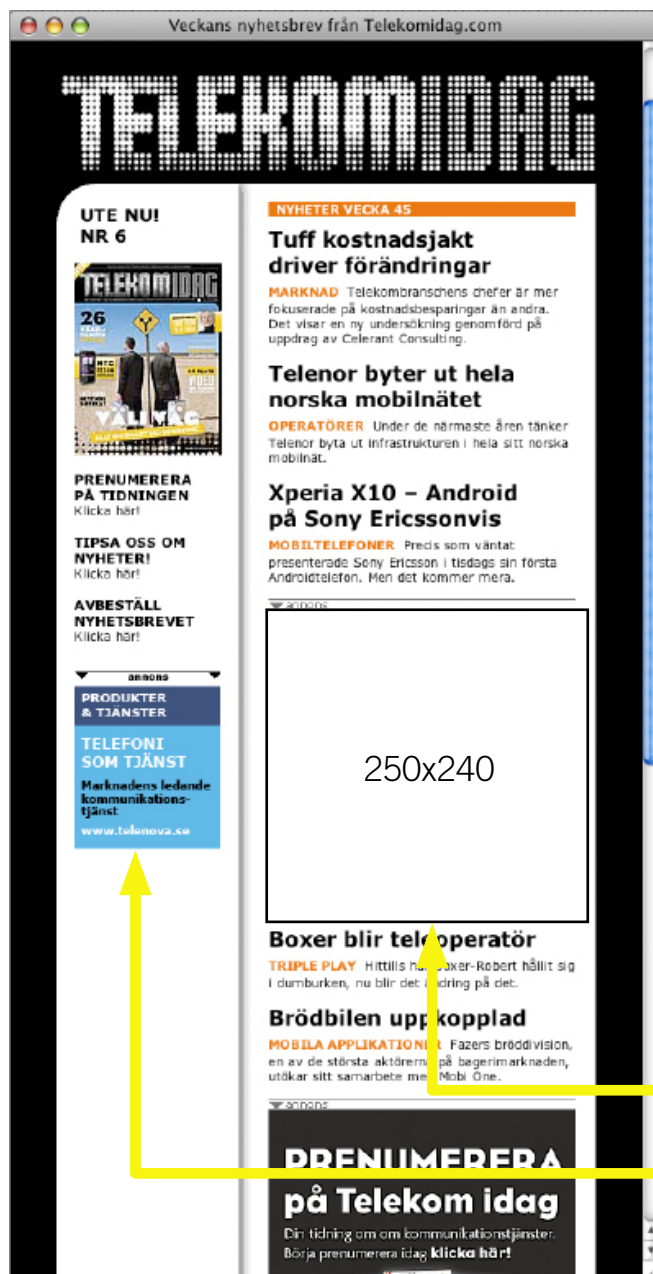 Veckans nyhetsbrev från Telekomidag.com
TELEKOMIDAG
UTE NU!
NR 6
TELEKOMIDAG
26
VÄLJ VÄG
PRENUMERERA
PÅ TIDNINGEN
Klicka här!
TIPSA OSS OM
NYHETER!
Klicka här!
AVBESTÄLL
NYHETSBREVET
Klicka här!
annons
PRODUKTER
& TJÄNSTER
TELEFONI
SOM TJÄNST
Marknadens ledande
kommunikations-
tjänst
www.telenova.se
NYHETER VECKA 45
Tuff kostnadsjakt
driver förändringar
MARKNAD Telekombranschens chefer är mer
fokuserade på kostnadsbesparingar än andra.
Det visar en ny undersökning genomförd på
uppdrag av Celerant Consulting.
Telenor byter ut hela
norska mobilnätet
OPERATÖRER Under de närmaste åren tänker
Telenor byta ut infrastrukturen i hela sitt norska
mobilnät.
Xperia X10 – Android
på Sony Ericssonvis
MOBILTELEFONER Precis som väntat
presenterade Sony Ericsson i tisdags sin första
Androidtelefon. Men det kommer mera.
annons
250x240
Boxer blir teleoperatör
TRIPLE PLAY Hittills har Boxer-Robert hållit sig
i dumburken, nu blir det ändring på det.
Brödbilen uppkopplad
MOBILA APPLIKATIONER Fazers bröddivision,
en av de största aktörerna på bagerimarknaden,
utökar sitt samarbete med Mobi One.
annons
PRENUMERERA
på Telekom idag
Din tidning om om kommunikationstjänster.
Börja prenumerera idag klicka här!